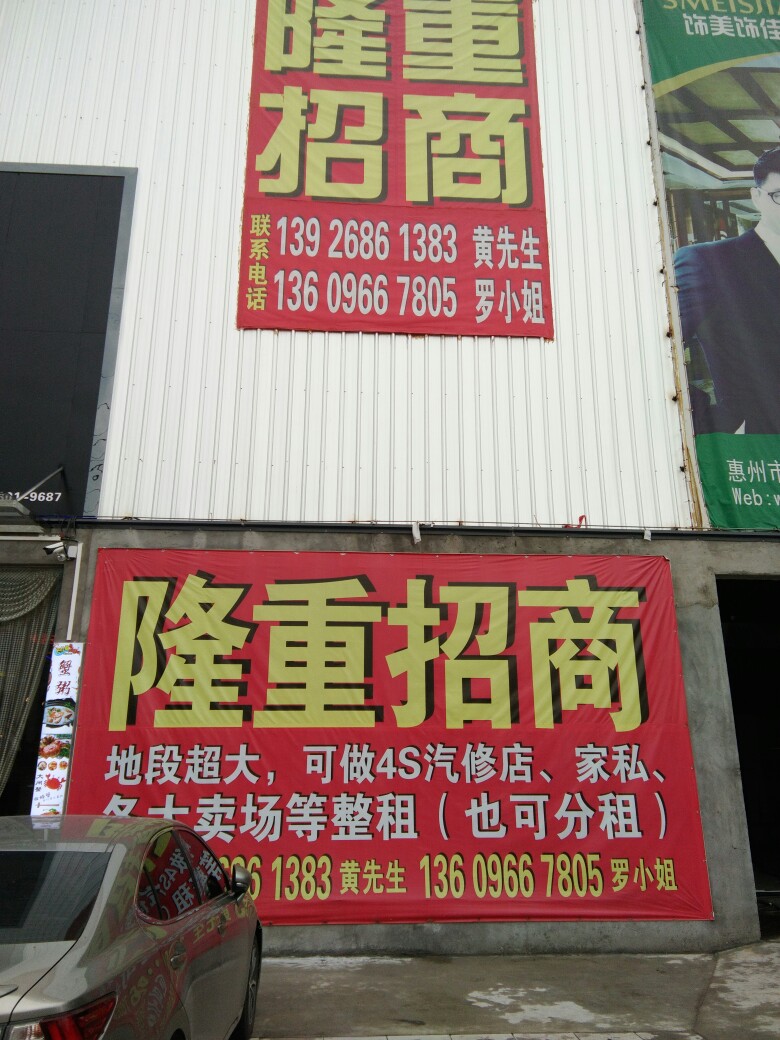 隆重
招商
联系电话
139 2686 1383 黄先生
136 0966 7805 罗小姐
SMEISJIA
饰美饰佳
惠州市
Web:
-9687
隆重招商
地段超大，可做4S汽修店、家私、
各大卖场等整租（也可分租）
6 1383 黄先生 136 0966 7805 罗小姐
蟹粥